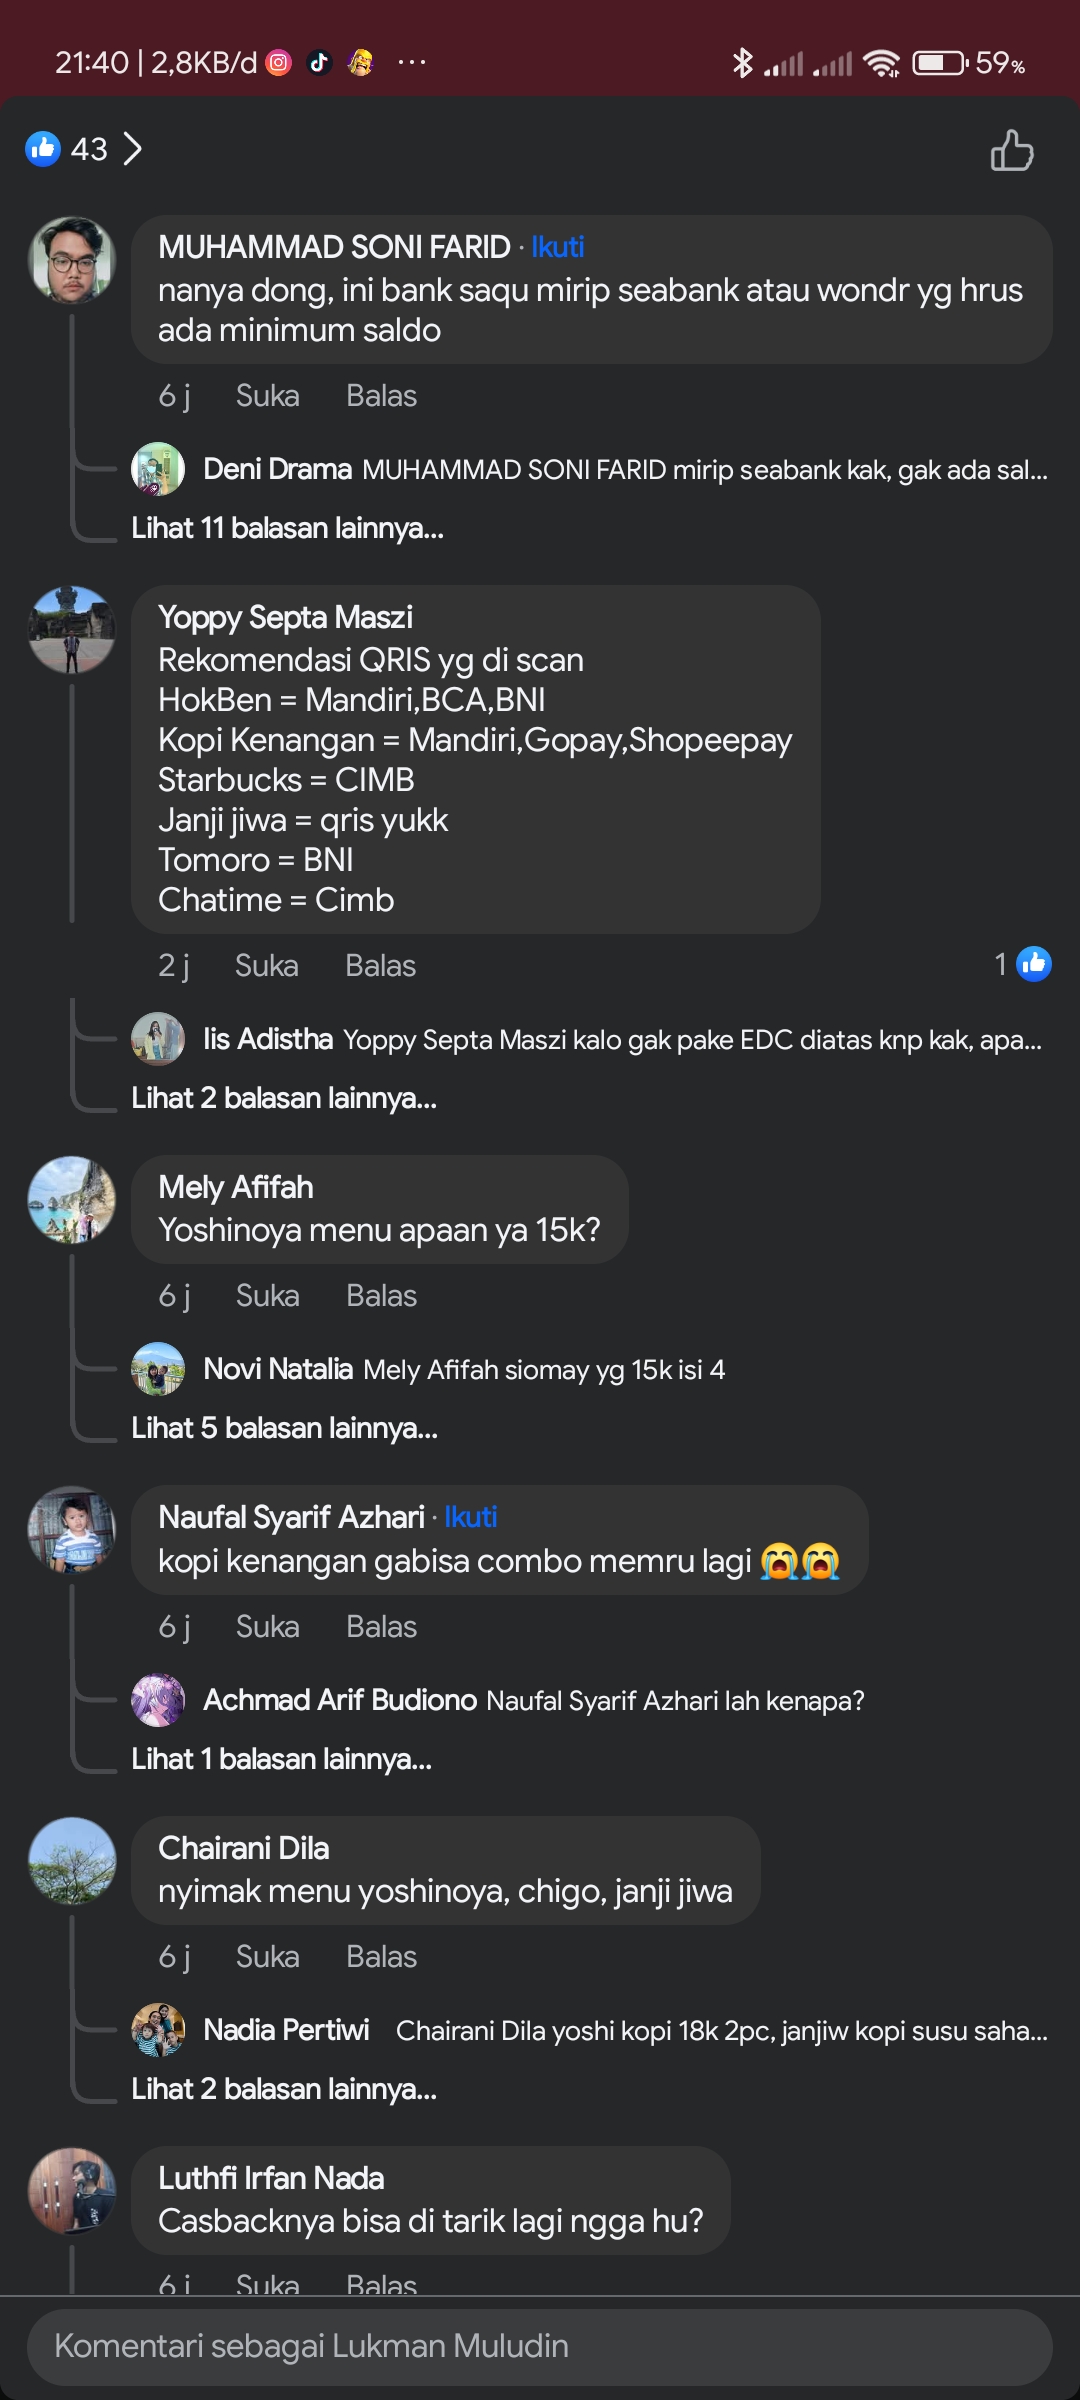 21:40 | 2,8KB/d ... 59%
43
MUHAMMAD SONI FARID · Ikuti
nanya dong, ini bank saqu mirip seabank atau wondr yg hrus
ada minimum saldo
6 j Suka Balas
Deni Drama MUHAMMAD SONI FARID mirip seabank kak, gak ada sal...
Lihat 11 balasan lainnya...
Yoppy Septa Maszi
Rekomendasi QRIS yg di scan
HokBen = Mandiri,BCA,BNI
Kopi Kenangan = Mandiri,Gopay,Shopeepay
Starbucks = CIMB
Janji jiwa = qris yukk
Tomoro = BNI
Chatime = Cimb
2 j Suka Balas 1
Iis Adistha Yoppy Septa Maszi kalo gak pake EDC diatas knp kak, apa...
Lihat 2 balasan lainnya...
Mely Afifah
Yoshinoya menu apaan ya 15k?
6 j Suka Balas
Novi Natalia Mely Afifah siomay yg 15k isi 4
Lihat 5 balasan lainnya...
Naufal Syarif Azhari · Ikuti
kopi kenangan gabisa combo memru lagi 😭😭
6 j Suka Balas
Achmad Arif Budiono Naufal Syarif Azhari lah kenapa?
Lihat 1 balasan lainnya...
Chairani Dila
nyimak menu yoshinoya, chigo, janji jiwa
6 j Suka Balas
Nadia Pertiwi Chairani Dila yoshi kopi 18k 2pc, janjiw kopi susu saha...
Lihat 2 balasan lainnya...
Luthfi Irfan Nada
Casbacknya bisa di tarik lagi ngga hu?
6 j Suka Balas
Komentari sebagai Lukman Muludin